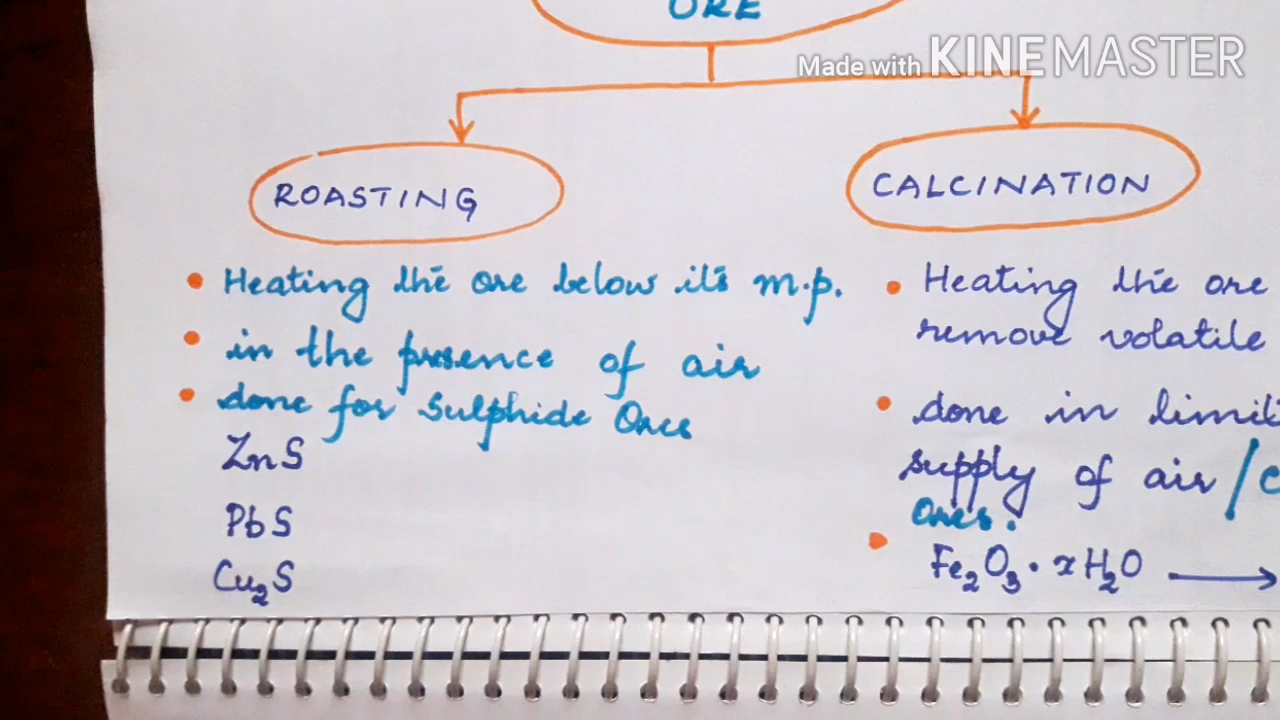 ORE
Made with KINEMASTER
ROASTING
CALCINATION
• Heating the ore below its m.p.
• in the presence of air
• done for Sulphide Ores
ZnS
PbS
Cu₂S
• Heating the ore
remove volatile
• done in
supply of air /
Ores.
• Fe₂O₃ · xH₂O →